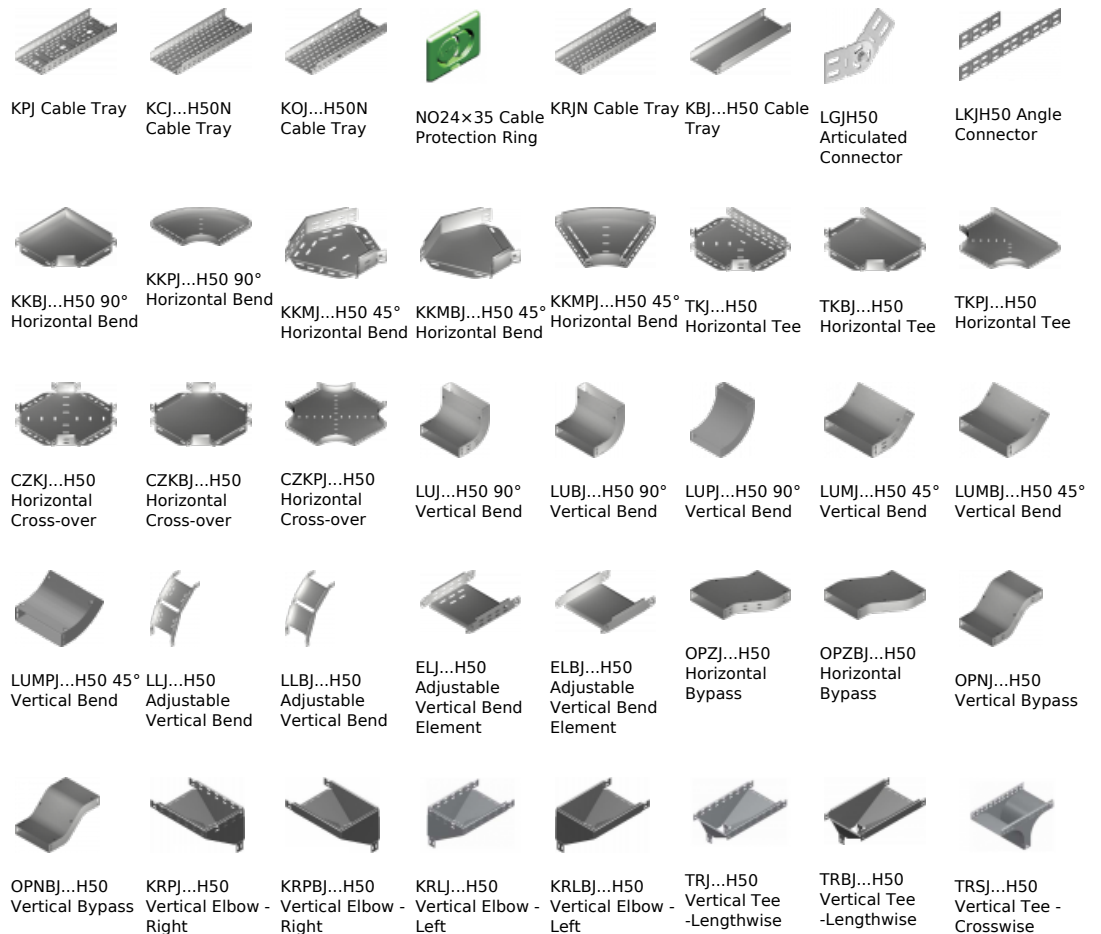 KPJ Cable Tray
KCJ...H50N
Cable Tray
KOJ...H50N
Cable Tray
NO24×35 Cable
Protection Ring
KRJN Cable Tray
KBJ...H50 Cable
Tray
LGJH50
Articulated
Connector
LKJH50 Angle
Connector
KKBJ...H50 90°
Horizontal Bend
KKPJ...H50 90°
Horizontal Bend
KKMJ...H50 45°
Horizontal Bend
KKMBJ...H50 45°
Horizontal Bend
KKMPJ...H50 45°
Horizontal Bend
TKJ...H50
Horizontal Tee
TKBJ...H50
Horizontal Tee
TKPJ...H50
Horizontal Tee
CZKJ...H50
Horizontal
Cross-over
CZKBJ...H50
Horizontal
Cross-over
CZKPJ...H50
Horizontal
Cross-over
LUJ...H50 90°
Vertical Bend
LUBJ...H50 90°
Vertical Bend
LUPJ...H50 90°
Vertical Bend
LUMJ...H50 45°
Vertical Bend
LUMBJ...H50 45°
Vertical Bend
LUMPJ...H50 45°
Vertical Bend
LLJ...H50
Adjustable
Vertical Bend
LLBJ...H50
Adjustable
Vertical Bend
ELJ...H50
Adjustable
Vertical Bend
Element
ELBJ...H50
Adjustable
Vertical Bend
Element
OPZJ...H50
Horizontal
Bypass
OPZBJ...H50
Horizontal
Bypass
OPNJ...H50
Vertical Bypass
OPNBJ...H50
Vertical Bypass
KRPJ...H50
Vertical Elbow -
Right
KRPBJ...H50
Vertical Elbow -
Right
KRLJ...H50
Vertical Elbow -
Left
KRLBJ...H50
Vertical Elbow -
Left
TRJ...H50
Vertical Tee
-Lengthwise
TRBJ...H50
Vertical Tee
-Lengthwise
TRSJ...H50
Vertical Tee -
Crosswise